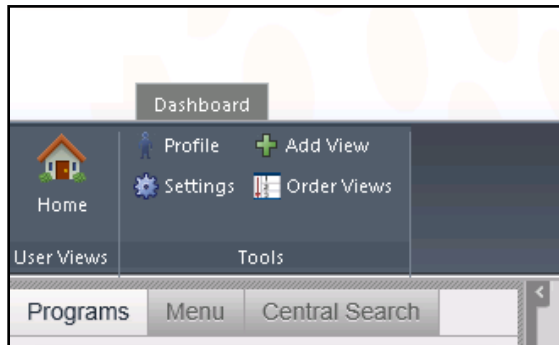 Dashboard
Profile Add View
Settings Order Views
Home
User Views Tools
Programs Menu Central Search